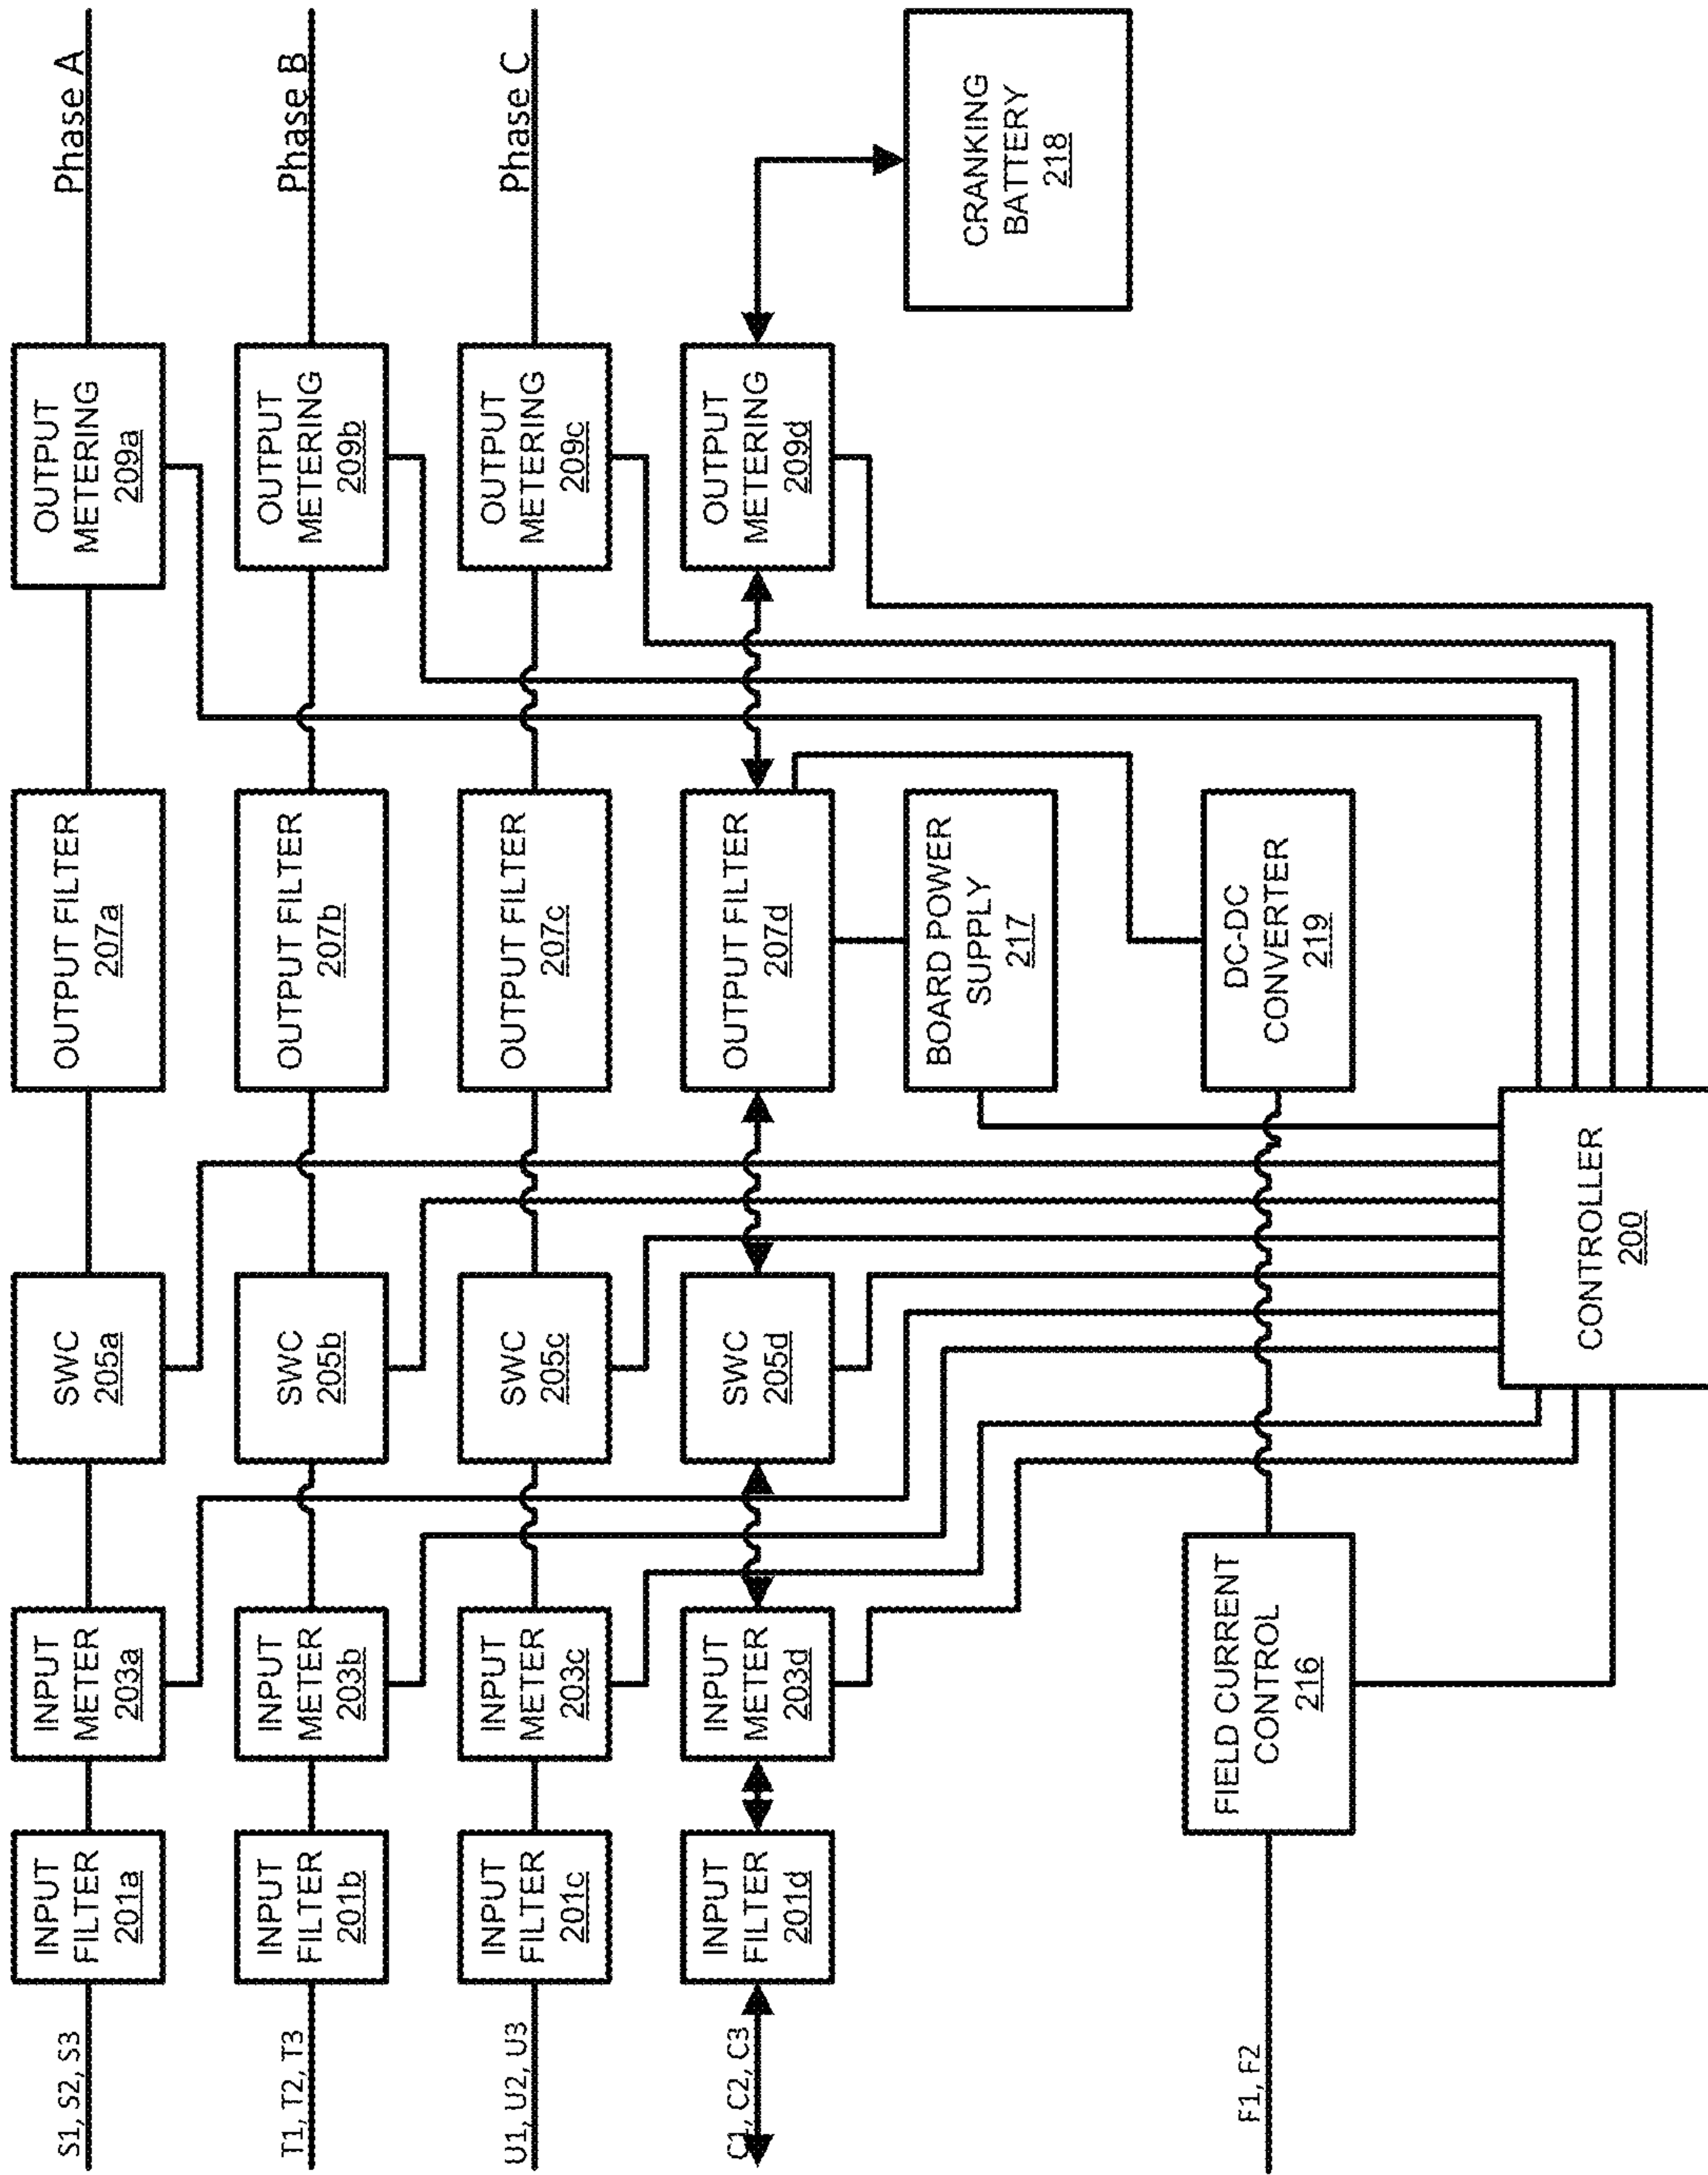 S1, S2, S3
INPUT
FILTER
201a
INPUT
METER
203a
SWC
205a
OUTPUT FILTER
207a
OUTPUT
METERING
209a
Phase A
T1, T2, T3
INPUT
FILTER
201b
INPUT
METER
203b
SWC
205b
OUTPUT FILTER
207b
OUTPUT
METERING
209b
Phase B
U1, U2, U3
INPUT
FILTER
201c
INPUT
METER
203c
SWC
205c
OUTPUT FILTER
207c
OUTPUT
METERING
209c
Phase C
C1, C2, C3
INPUT
FILTER
201d
INPUT
METER
203d
SWC
205d
OUTPUT FILTER
207d
OUTPUT
METERING
209d
BOARD POWER
SUPPLY
217
CRANKING
BATTERY
218
F1, F2
FIELD CURRENT
CONTROL
216
DC-DC
CONVERTER
219
CONTROLLER
200